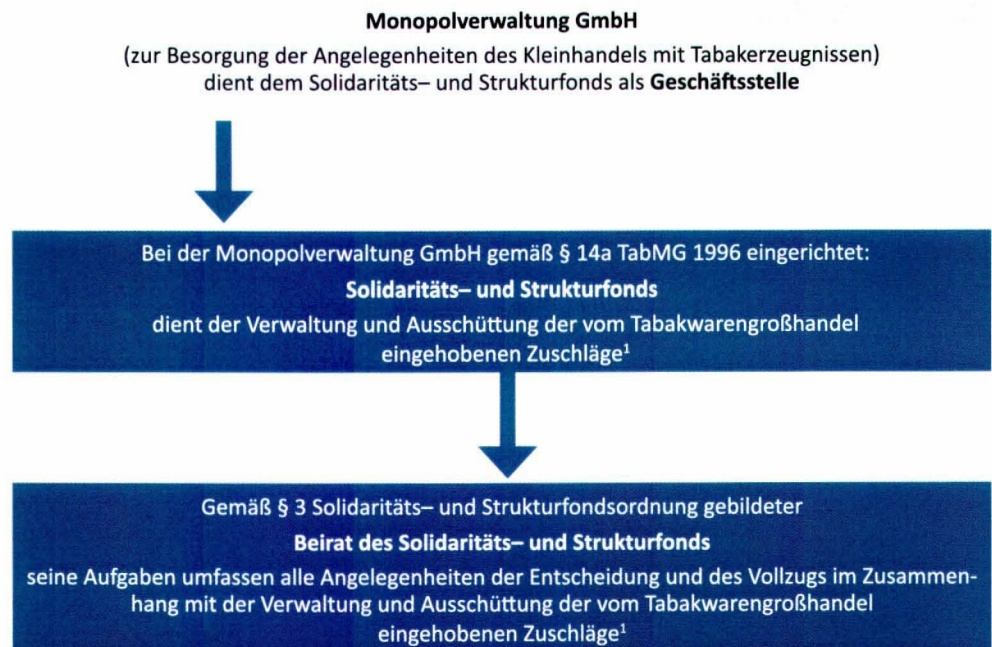 Monopolverwaltung GmbH
(zur Besorgung der Angelegenheiten des Kleinhandels mit Tabakerzeugnissen)
dient dem Solidaritäts– und Strukturfonds als Geschäftsstelle
Bei der Monopolverwaltung GmbH gemäß § 14a TabMG 1996 eingerichtet:
Solidaritäts– und Strukturfonds
dient der Verwaltung und Ausschüttung der vom Tabakwarengroßhandel
eingehobenen Zuschläge¹
Gemäß § 3 Solidaritäts– und Strukturfondsordnung gebildeter
Beirat des Solidaritäts– und Strukturfonds
seine Aufgaben umfassen alle Angelegenheiten der Entscheidung und des Vollzugs im Zusammen-
hang mit der Verwaltung und Ausschüttung der vom Tabakwarengroßhandel
eingehobenen Zuschläge¹